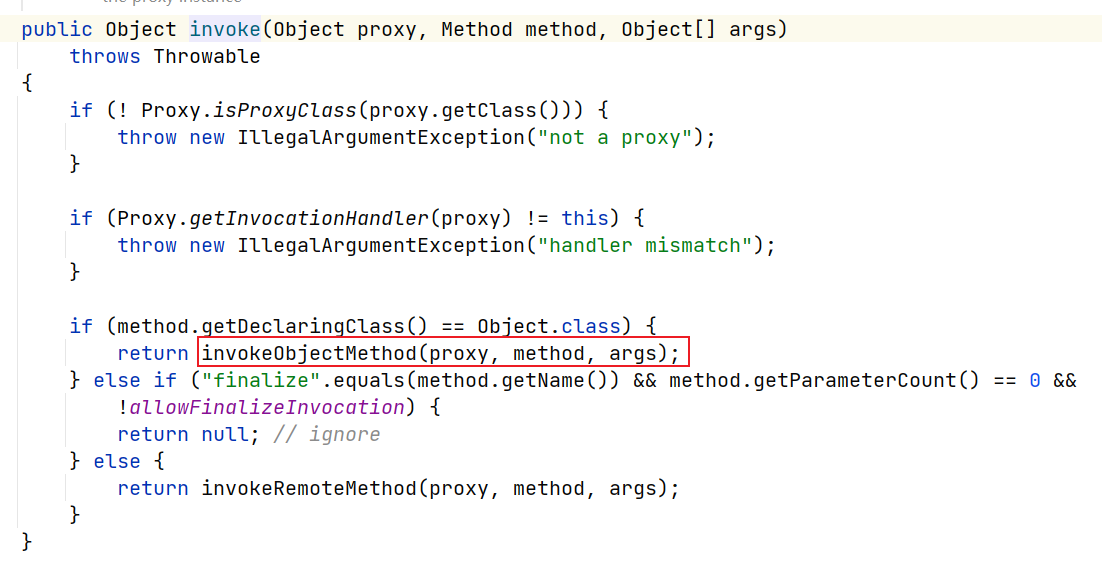 the proxy instance
public Object invoke(Object proxy, Method method, Object[] args)
    throws Throwable
{
    if (! Proxy.isProxyClass(proxy.getClass())) {
        throw new IllegalArgumentException("not a proxy");
    }

    if (Proxy.getInvocationHandler(proxy) != this) {
        throw new IllegalArgumentException("handler mismatch");
    }

    if (method.getDeclaringClass() == Object.class) {
        return invokeObjectMethod(proxy, method, args);
    } else if ("finalize".equals(method.getName()) && method.getParameterCount() == 0 &&
        !allowFinalizeInvocation) {
        return null; // ignore
    } else {
        return invokeRemoteMethod(proxy, method, args);
    }
}